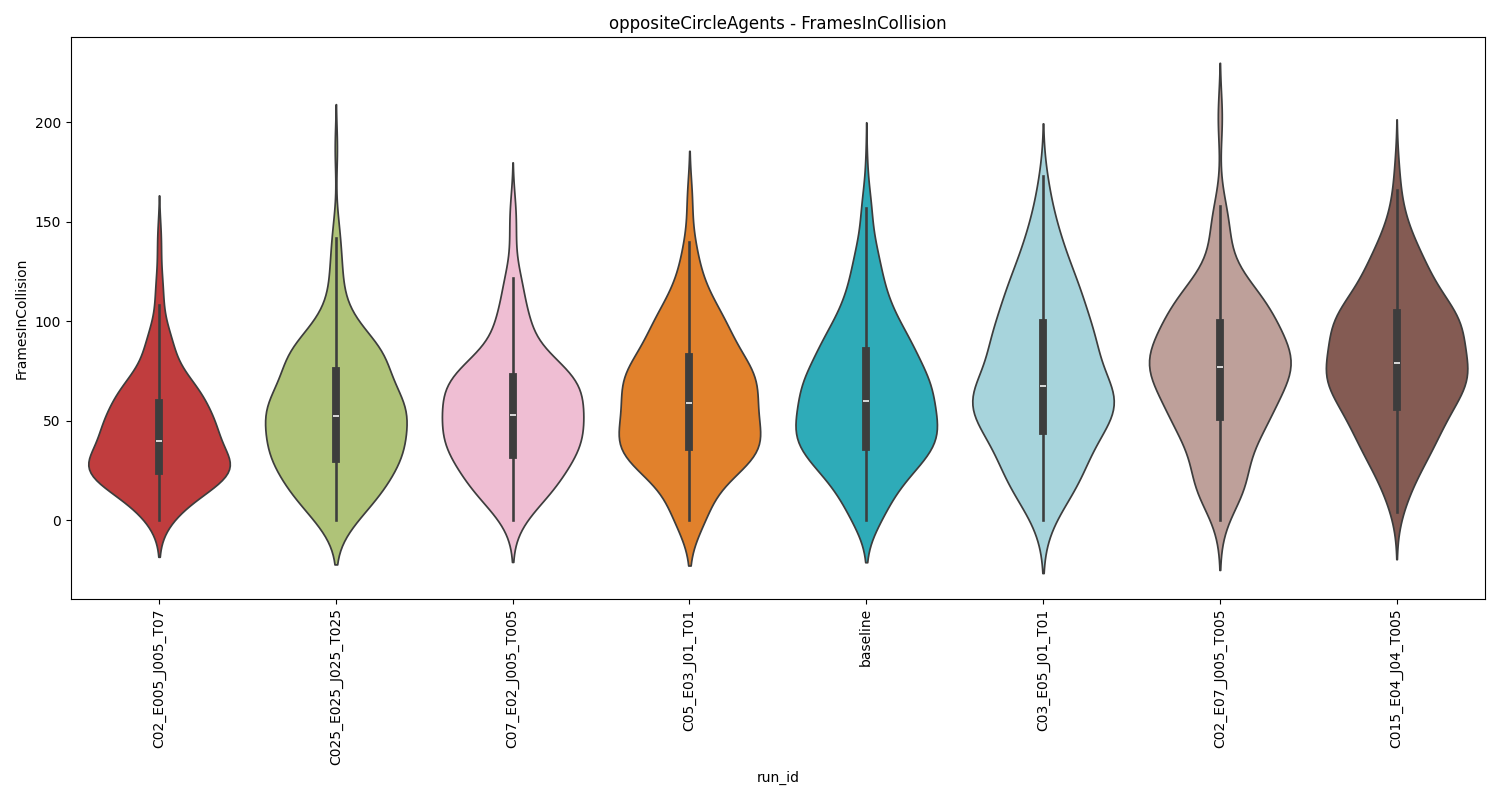 oppositeCircleAgents - FramesInCollision
FramesInCollision
200
150
100
50
0
C02_E005_J005_T07
C025_E025_J025_T025
C07_E02_J005_T005
C05_E03_J01_T01
baseline
C03_E05_J01_T01
C02_E07_J005_T005
C015_E04_J04_T005
run_id